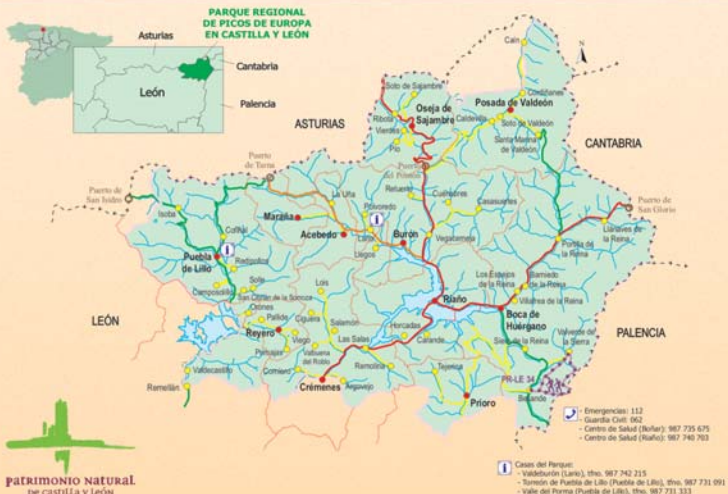 PARQUE REGIONAL
DE PICOS DE EUROPA
EN CASTILLA Y LEÓN
Asturias
Cantabria
León
Palencia
N
Caín
Cordiñanes
Soto de Sajambre
Oseja de
Sajambre
Posada de Valdeón
Ribota
Caldevilla
Soto de Valdeón
Vierdes
Pío
Santa Marina
de Valdeón
ASTURIAS
CANTABRIA
Puerto
de Tarna
Puerto
del Pontón
Puerto de
San Isidro
Puerto de
San Glorio
La Uña
Retuerto
Cuénabres
Casasuertes
Isoba
Polvoredo
Maraña
Cofiñal
Lario
Burón
Acebedo
Liegos
Vegacerneja
Llánaves de
la Reina
Portilla de
la Reina
Puebla
de Lillo
Redipollos
Camposolillo
Solle
San Cibrián de la Somoza
Lois
Los Espejos
de la Reina
Barniedo
de la Reina
Villafrea de la Reina
Riaño
Boca de
Huérgano
LEÓN
PALENCIA
Orones
Pallide
Ciguera
Salamón
Reyero
Viego
Las Salas
Horcadas
Carande
Siero de la Reina
Valverde de
la Sierra
Primajas
Valbuena
del Roblo
Remolina
Tejerina
PR-LE 34
Valdecastillo
Corniero
Crémenes
Argovejo
Remellán
Prioro
Besande
- Emergencias: 112
- Guardia Civil: 062
- Centro de Salud (Boñar): 987 735 675
- Centro de Salud (Riaño): 987 740 703
i
Casas del Parque:
- Valdeburón (Lario), tfno. 987 742 215
- Torreón de Puebla de Lillo (Puebla de Lillo), tfno. 987 731 091
- Valle del Porma (Puebla de Lillo), tfno. 987 731 333
PATRIMONIO NATURAL
DE CASTILLA Y LEÓN